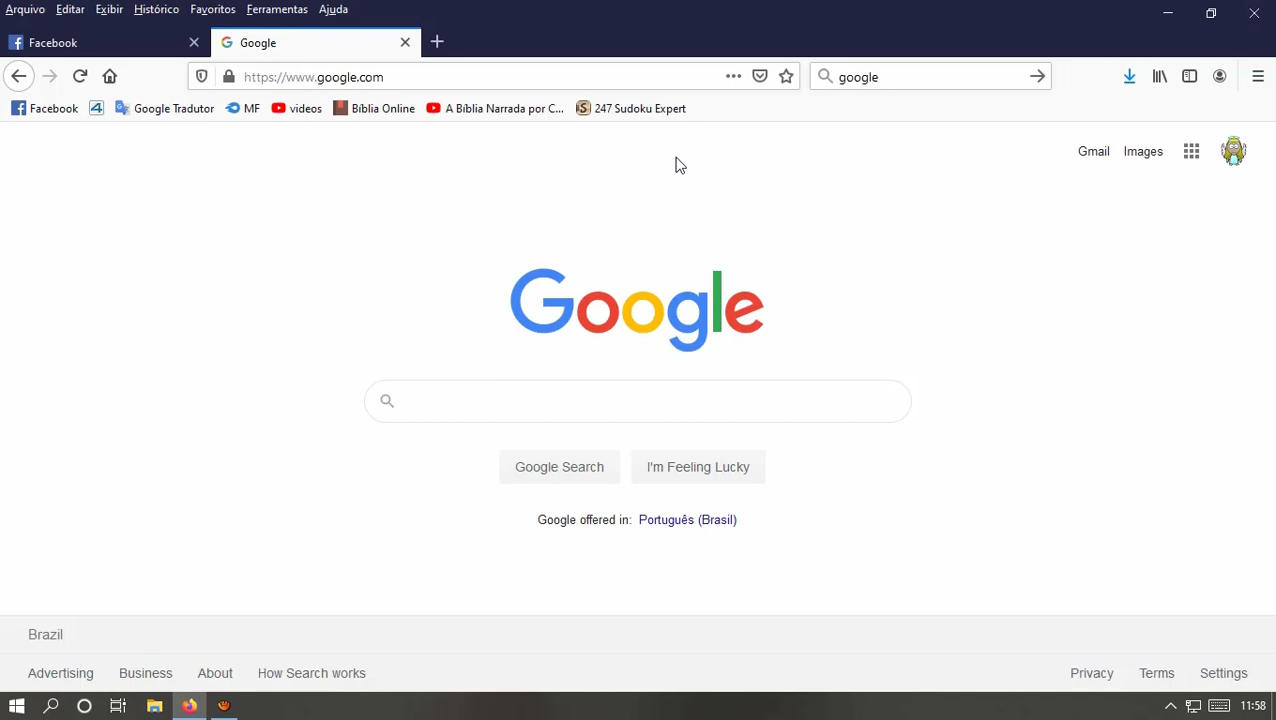 Arquivo Editar Exibir Histórico Favoritos Ferramentas Ajuda
Facebook Google
https://www.google.com google
Facebook Google Tradutor MF videos Bíblia Online A Bíblia Narrada por C... 247 Sudoku Expert
Gmail Images
Google
Google Search I'm Feeling Lucky
Google offered in: Português (Brasil)
Brazil
Advertising Business About How Search works Privacy Terms Settings
11:58